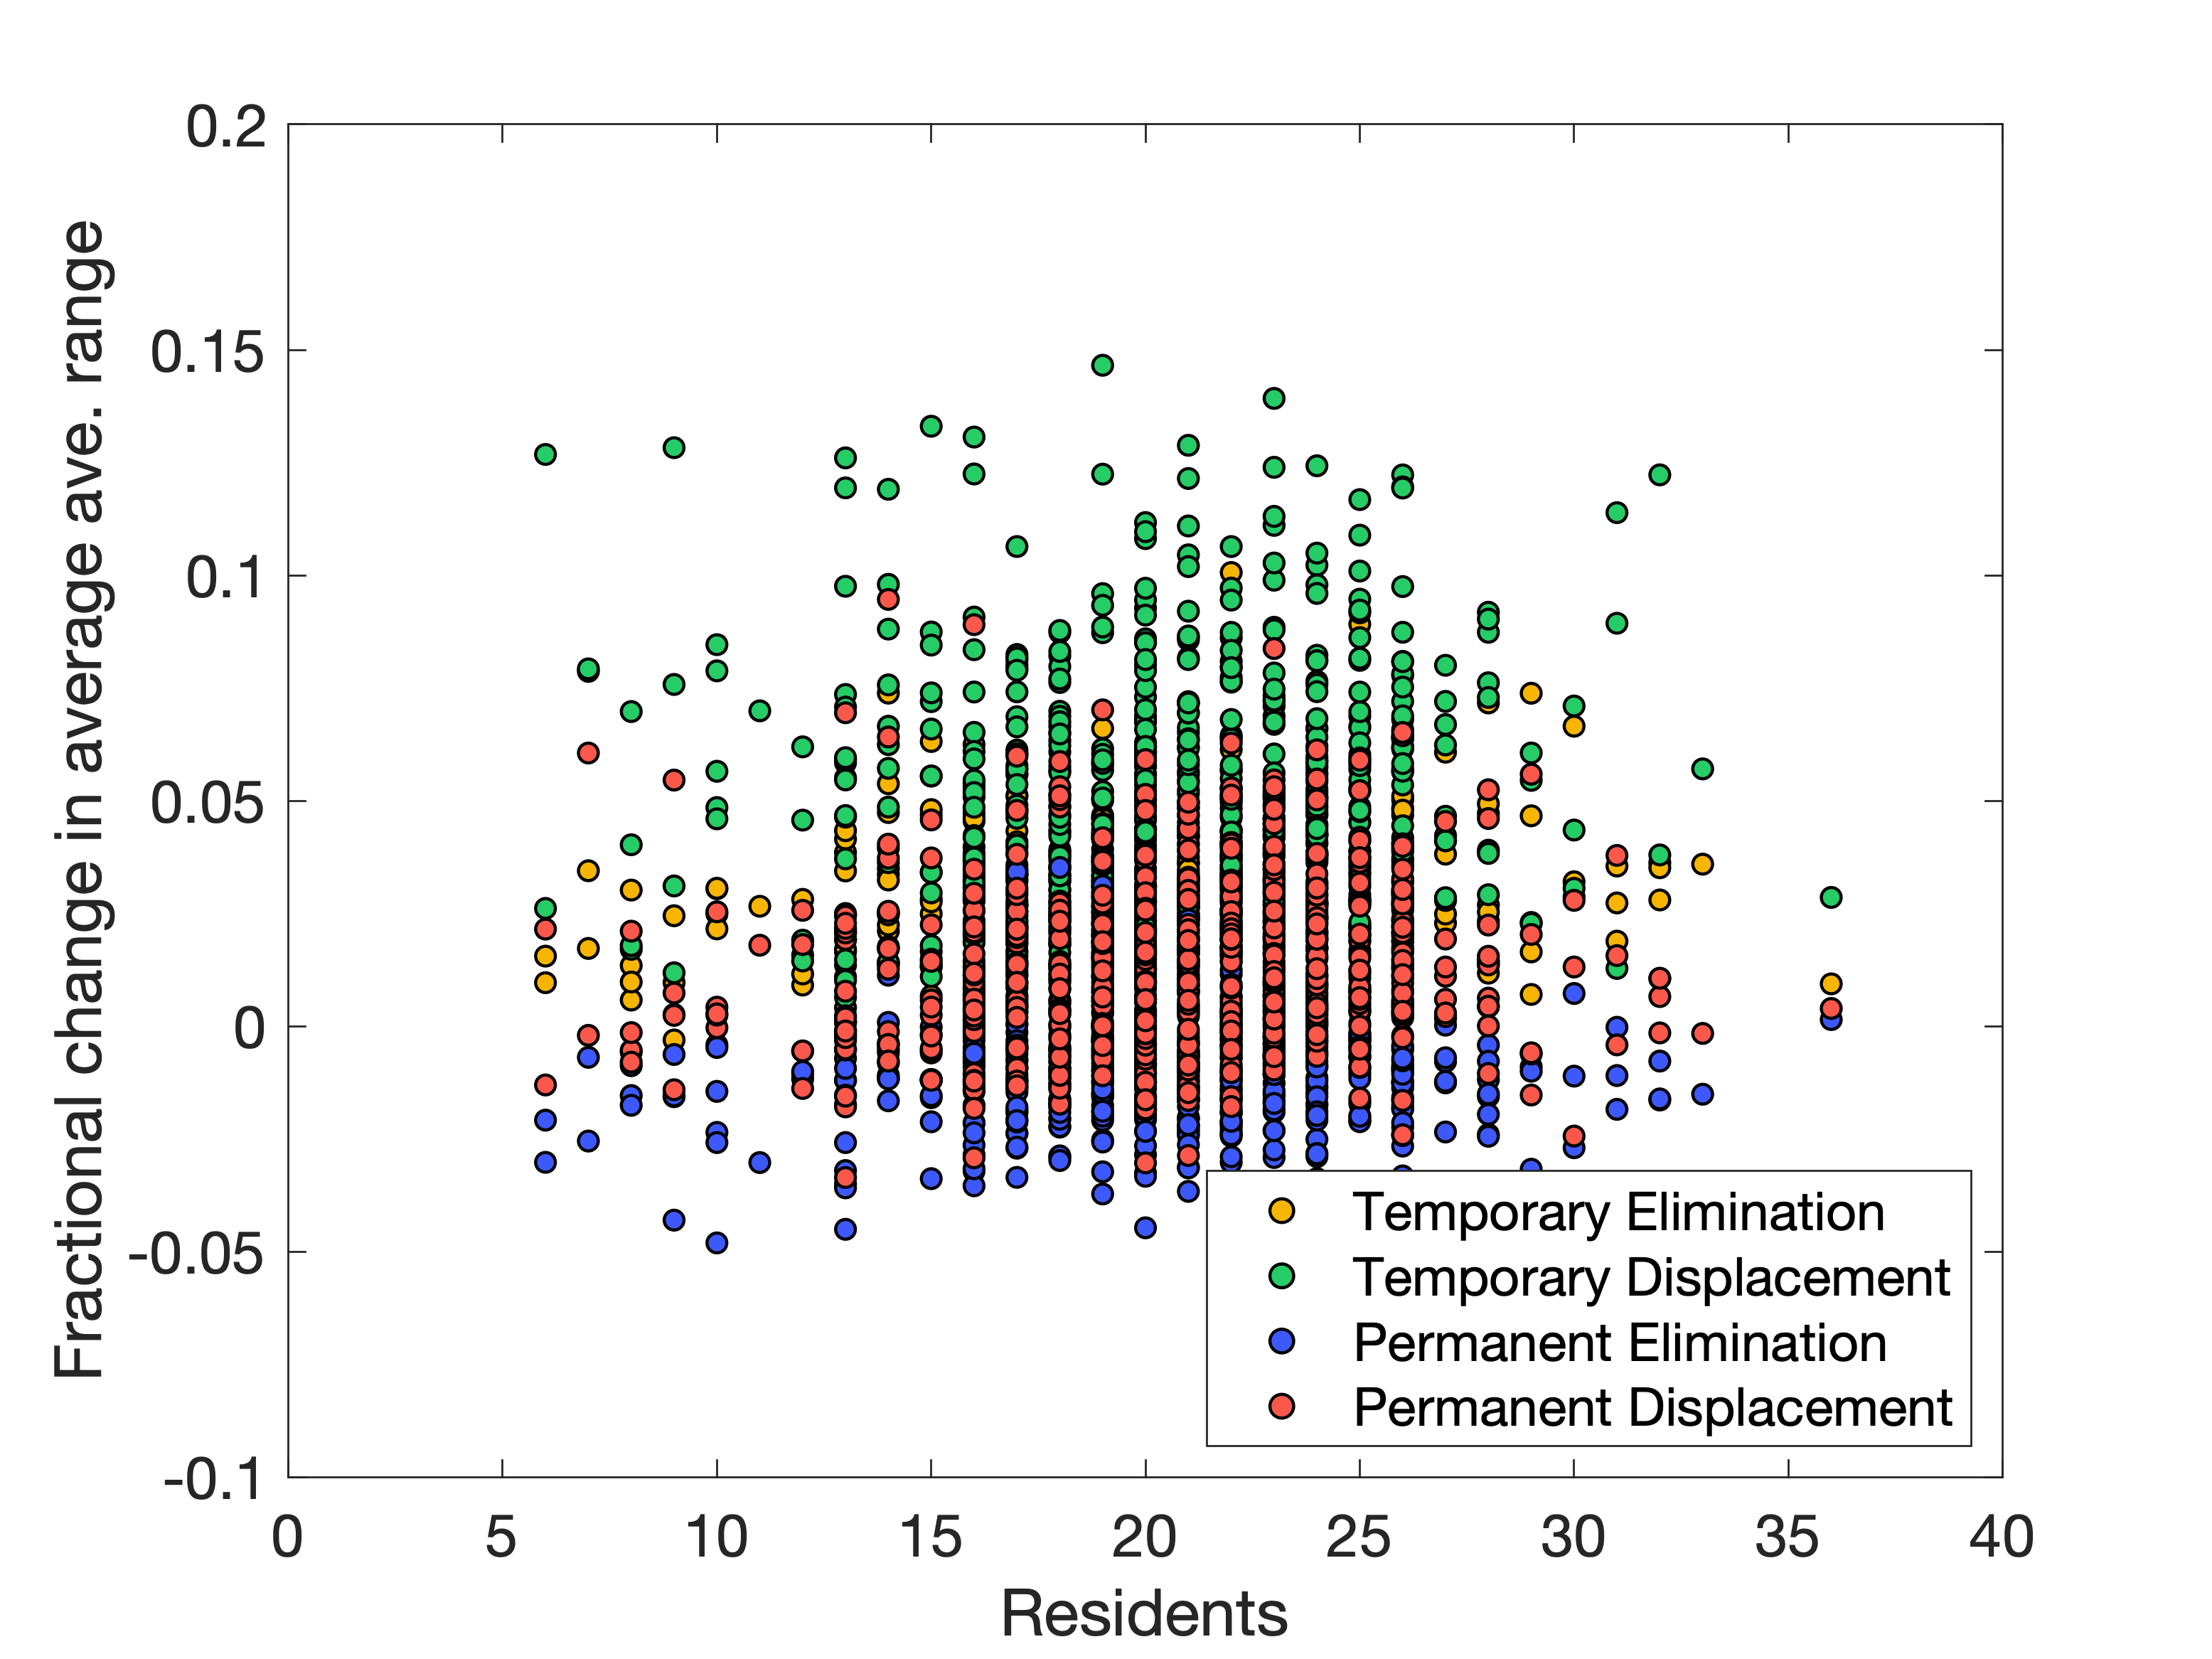 Fractional change in average ave. range
0.2
0.15
0.1
0.05
0
-0.05
-0.1
0 5 10 15 20 25 30 35 40
Residents
Temporary Elimination
Temporary Displacement
Permanent Elimination
Permanent Displacement